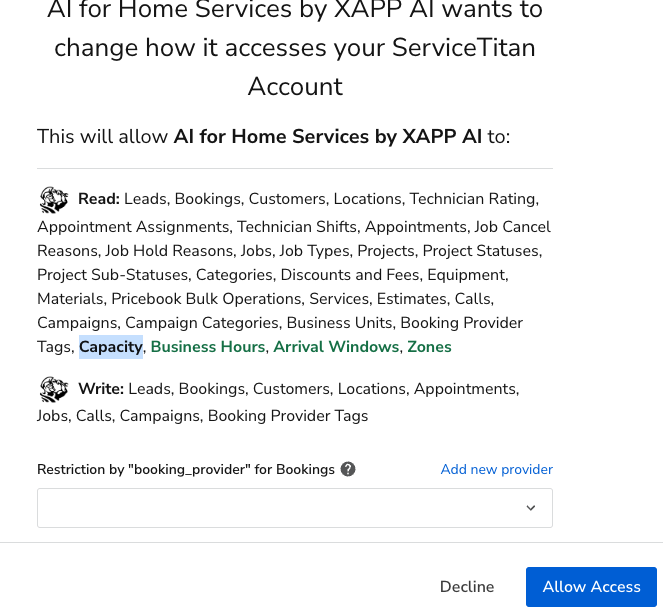 AI for Home Services by XAPP AI wants to
change how it accesses your ServiceTitan
Account
This will allow AI for Home Services by XAPP AI to:
Read: Leads, Bookings, Customers, Locations, Technician Rating,
Appointment Assignments, Technician Shifts, Appointments, Job Cancel
Reasons, Job Hold Reasons, Jobs, Job Types, Projects, Project Statuses,
Project Sub-Statuses, Categories, Discounts and Fees, Equipment,
Materials, Pricebook Bulk Operations, Services, Estimates, Calls,
Campaigns, Campaign Categories, Business Units, Booking Provider
Tags, Capacity, Business Hours, Arrival Windows, Zones
Write: Leads, Bookings, Customers, Locations, Appointments,
Jobs, Calls, Campaigns, Booking Provider Tags
Restriction by "booking_provider" for Bookings ?
Add new provider
Decline
Allow Access